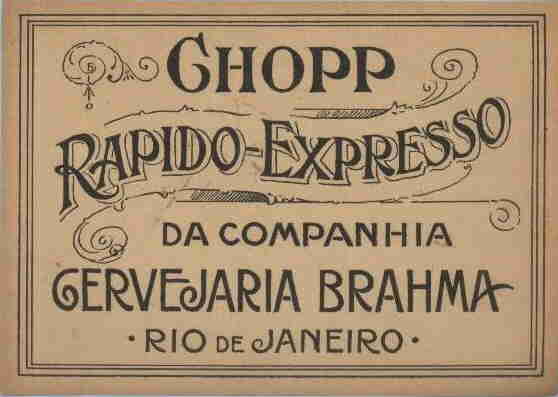 CHOPP
RAPIDO-EXPRESSO
DA COMPANHIA
CERVEJARIA BRAHMA
· RIO DE JANEIRO ·